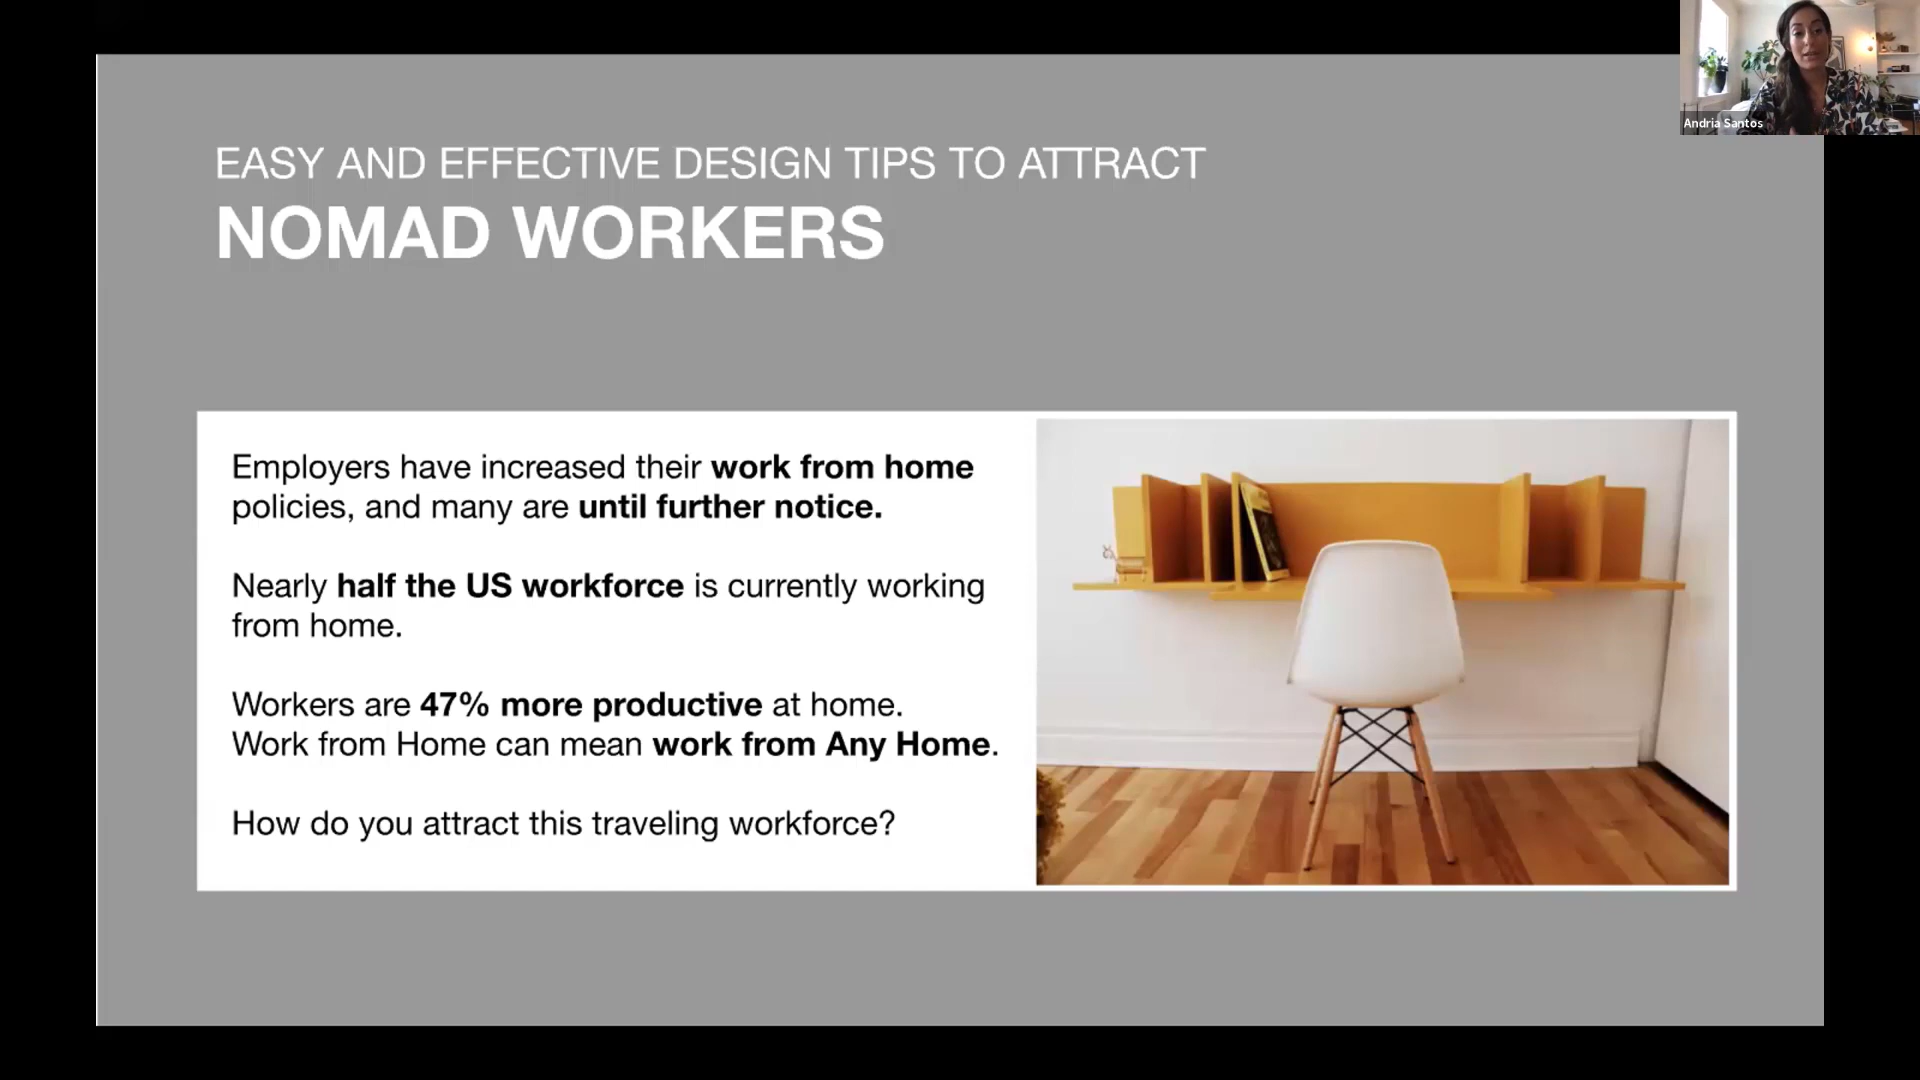 Andria Santos
EASY AND EFFECTIVE DESIGN TIPS TO ATTRACT
NOMAD WORKERS
Employers have increased their work from home
policies, and many are until further notice.
Nearly half the US workforce is currently working
from home.
Workers are 47% more productive at home.
Work from Home can mean work from Any Home.
How do you attract this traveling workforce?